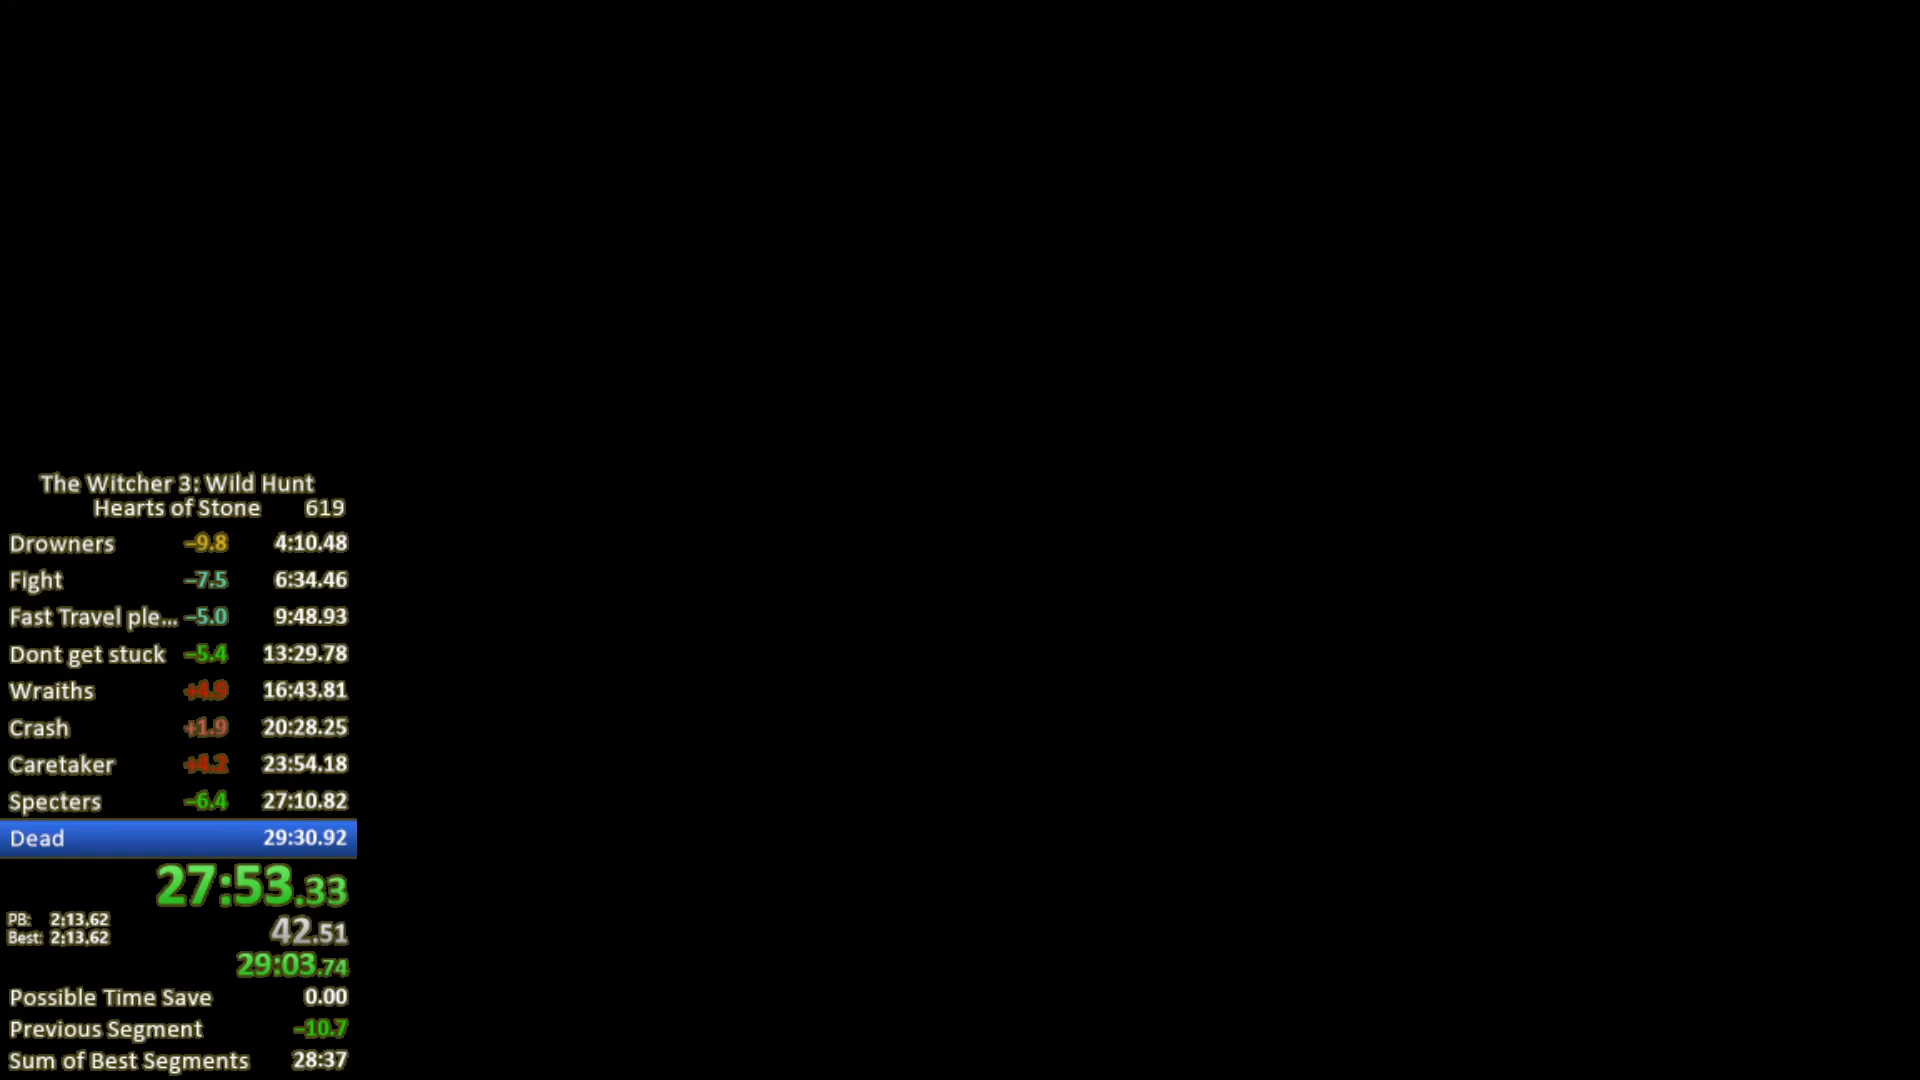 The Witcher 3: Wild Hunt
Hearts of Stone 619
Drowners −9.8 4:10.48
Fight −7.5 6:34.46
Fast Travel ple... −5.0 9:48.93
Dont get stuck −5.4 13:29.78
Wraiths +4.9 16:43.81
Crash +1.9 20:28.25
Caretaker +4.2 23:54.18
Specters −6.4 27:10.82
Dead 29:30.92
27:53.33
PB: 2:13.62
Best: 2:13.62
42.51
29:03.74
Possible Time Save 0.00
Previous Segment −10.7
Sum of Best Segments 28:37